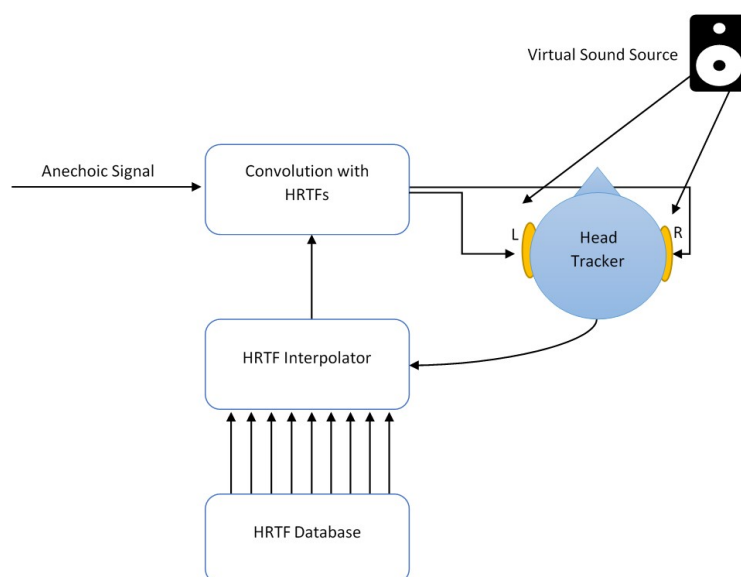 Virtual Sound Source
Anechoic Signal
Convolution with
HRTFs
L
R
Head
Tracker
HRTF Interpolator
HRTF Database